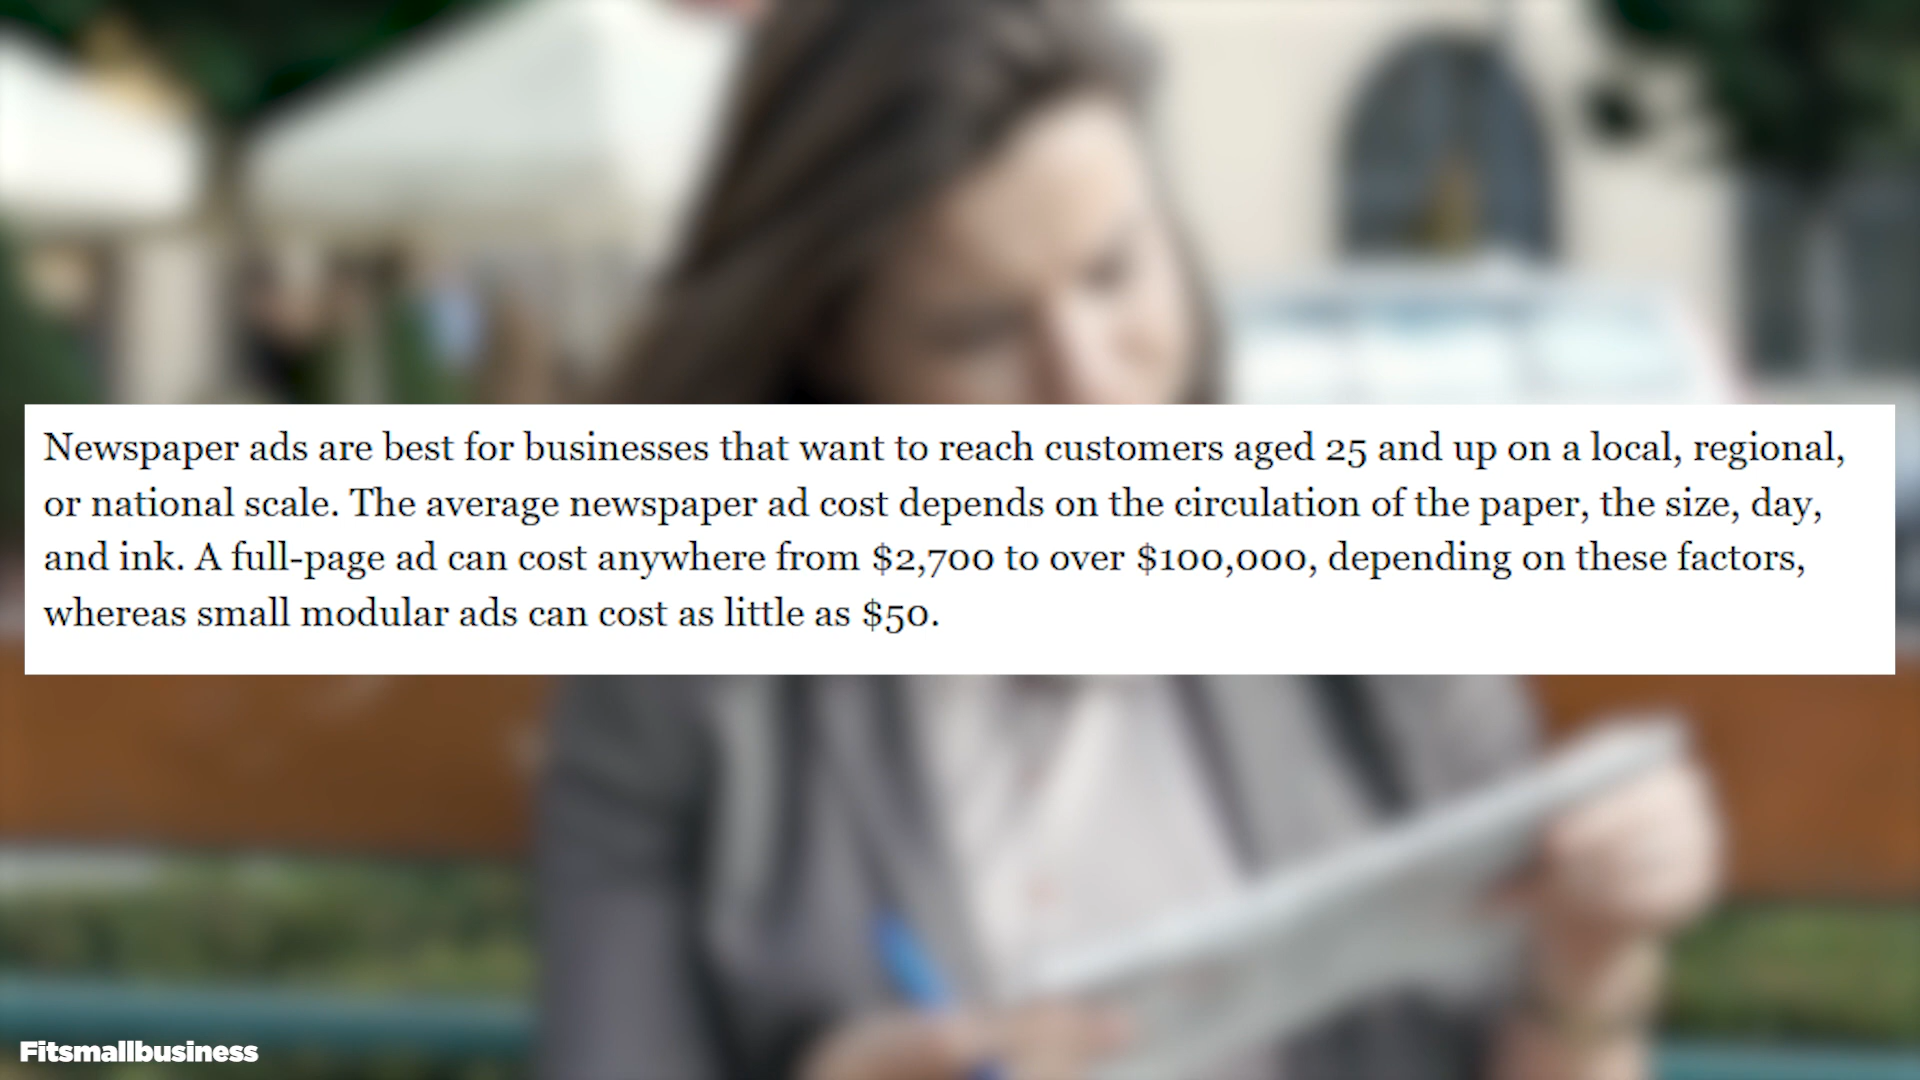 Newspaper ads are best for businesses that want to reach customers aged 25 and up on a local, regional,
or national scale. The average newspaper ad cost depends on the circulation of the paper, the size, day,
and ink. A full-page ad can cost anywhere from $2,700 to over $100,000, depending on these factors,
whereas small modular ads can cost as little as $50.
Fitsmallbusiness